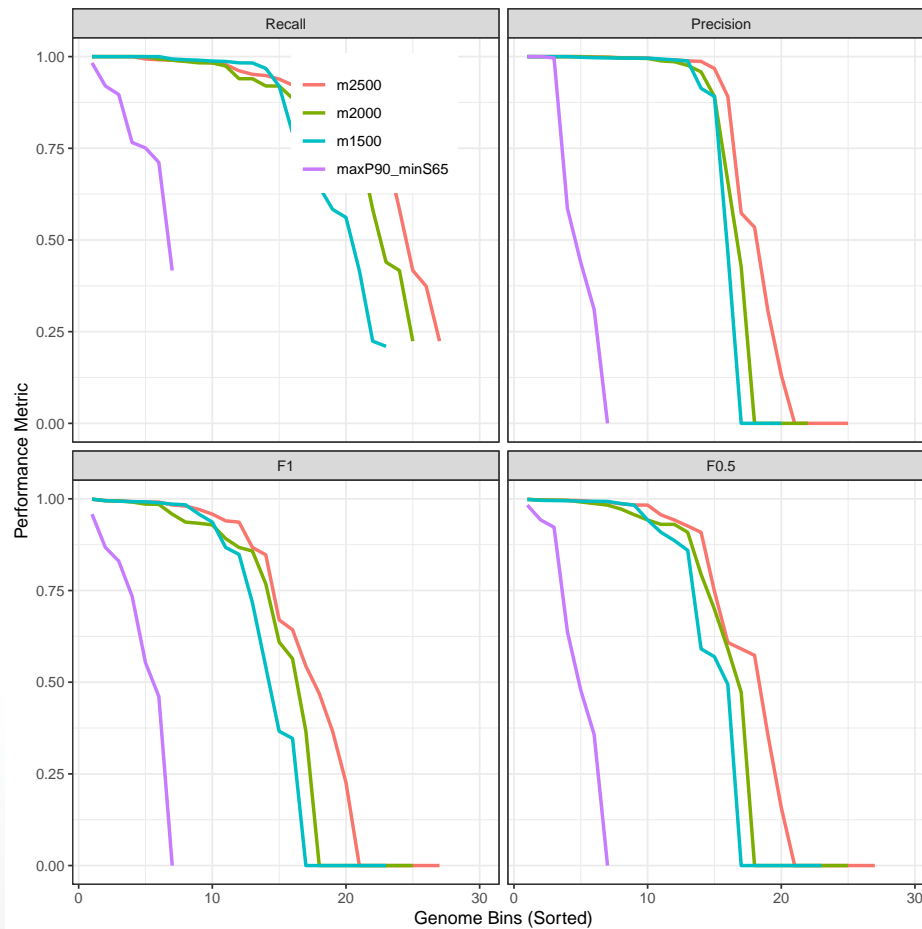 Recall
Precision
1.00
0.75
0.50
0.25
0.00
m2500
m2000
m1500
maxP90_minS65
Performance Metric
F1
F0.5
1.00
0.75
0.50
0.25
0.00
0 10 20 30 0 10 20 30
Genome Bins (Sorted)